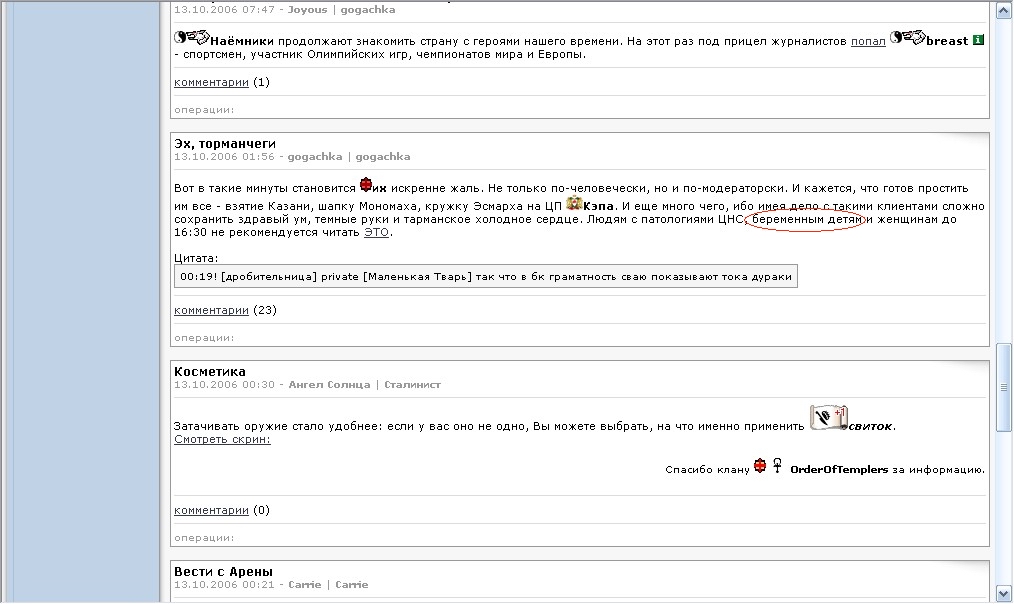 13.10.2006 07:47 - Joyous | gogachka
Наёмники продолжают знакомить страну с героями нашего времени. На этот раз под прицел журналистов попал breast i
- спортсмен, участник Олимпийских игр, чемпионатов мира и Европы.
комментарии (1)
операции:
Эх, торманчеги
13.10.2006 01:56 - gogachka | gogachka
Вот в такие минуты становится их искренне жаль. Не только по-человечески, но и по-модераторски. И кажется, что готов простить
им все - взятие Казани, шапку Мономаха, кружку Эсмарха на ЦП Кэпа. И еще много чего, ибо имея дело с такими клиентами сложно
сохранить здравый ум, темные руки и тарманское холодное сердце. Людям с патологиями ЦНС, беременным детям и женщинам до
16:30 не рекомендуется читать ЭТО.
Цитата:
00:19! [дробительница] private [Маленькая Тварь] так что в бк граматность сваю показывают тока дураки
комментарии (23)
операции:
Косметика
13.10.2006 00:30 - Ангел Солнца | Сталинист
Затачивать оружие стало удобнее: если у вас оно не одно, Вы можете выбрать, на что именно применить +1 свиток.
Смотреть скрин:
Спасибо клану OrderOfTemplers за информацию.
комментарии (0)
операции:
Вести с Арены
13.10.2006 00:21 - Carrie | Carrie